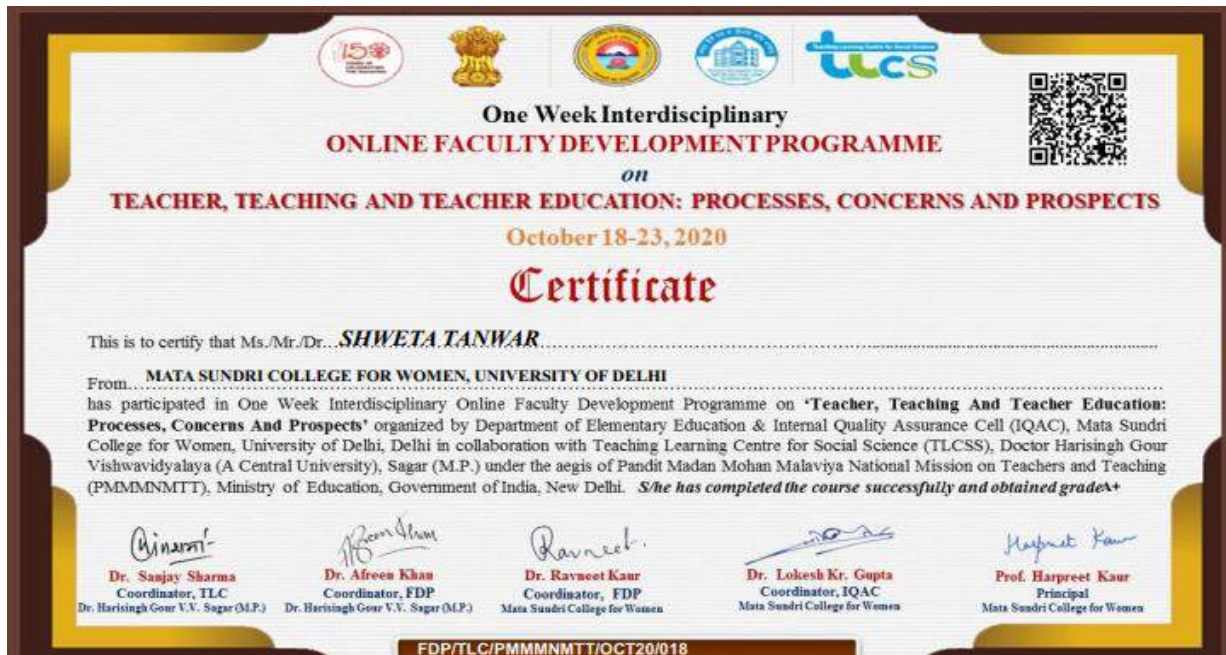 One Week Interdisciplinary
ONLINE FACULTY DEVELOPMENT PROGRAMME
on
TEACHER, TEACHING AND TEACHER EDUCATION: PROCESSES, CONCERNS AND PROSPECTS
October 18-23, 2020
Certificate
This is to certify that Ms./Mr./Dr. SHWETA TANWAR
From MATA SUNDRI COLLEGE FOR WOMEN, UNIVERSITY OF DELHI
has participated in One Week Interdisciplinary Online Faculty Development Programme on 'Teacher, Teaching And Teacher Education:
Processes, Concerns And Prospects' organized by Department of Elementary Education & Internal Quality Assurance Cell (IQAC), Mata Sundri
College for Women, University of Delhi, Delhi in collaboration with Teaching Learning Centre for Social Science (TLCSS), Doctor Harisingh Gour
Vishwavidyalaya (A Central University), Sagar (M.P.) under the aegis of Pandit Madan Mohan Malaviya National Mission on Teachers and Teaching
(PMMMNMTT), Ministry of Education, Government of India, New Delhi. S/he has completed the course successfully and obtained gradeA+
Ravneet. Harpreet Kaur
Dr. Sanjay Sharma Dr. Afreen Khan Dr. Ravneet Kaur Dr. Lokesh Kr. Gupta Prof. Harpreet Kaur
Coordinator, TLC Coordinator, FDP Coordinator, FDP Coordinator, IQAC Principal
Dr. Harisingh Gour V.V. Sagar (M.P.) Dr. Harisingh Gour V.V. Sagar (M.P.) Mata Sundri College for Women Mata Sundri College for Women Mata Sundri College for Women
FDP/TLC/PMMMNMTT/OCT20/018